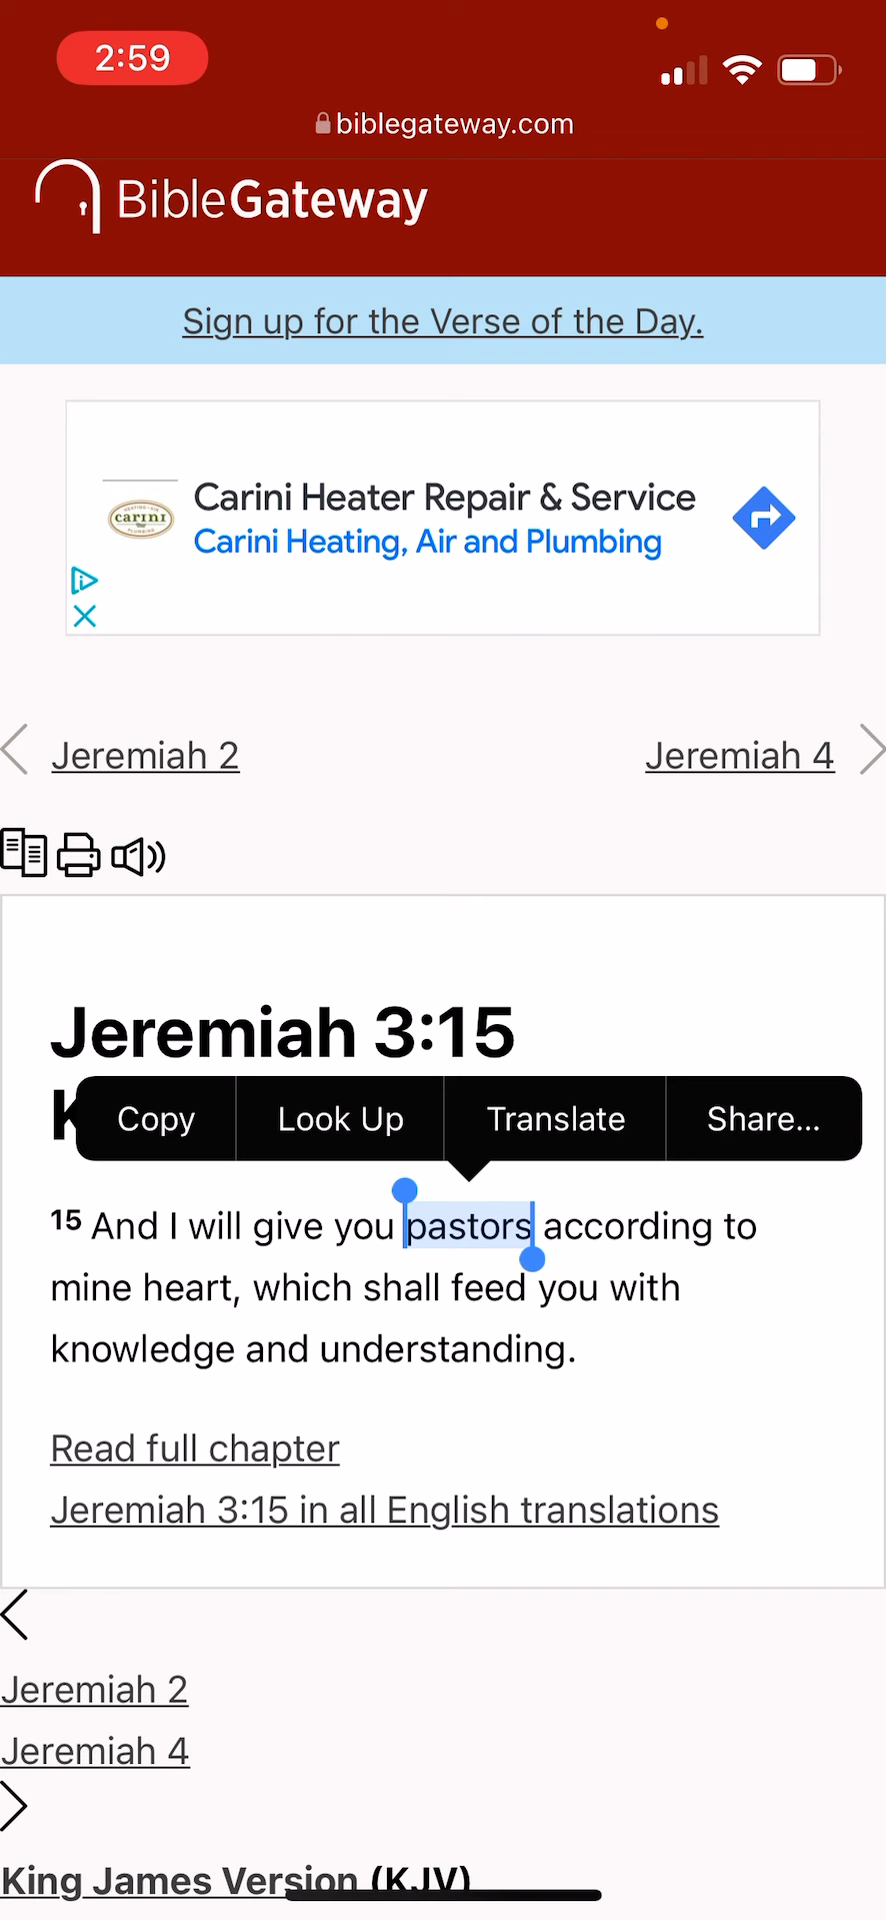 2:59
biblegateway.com
BibleGateway
Sign up for the Verse of the Day.
carini
Carini Heater Repair & Service
Carini Heating, Air and Plumbing
Jeremiah 2
Jeremiah 4
Jeremiah 3:15
K
Copy Look Up Translate Share...
15 And I will give you pastors according to
mine heart, which shall feed you with
knowledge and understanding.
Read full chapter
Jeremiah 3:15 in all English translations
Jeremiah 2
Jeremiah 4
King James Version (KJV)